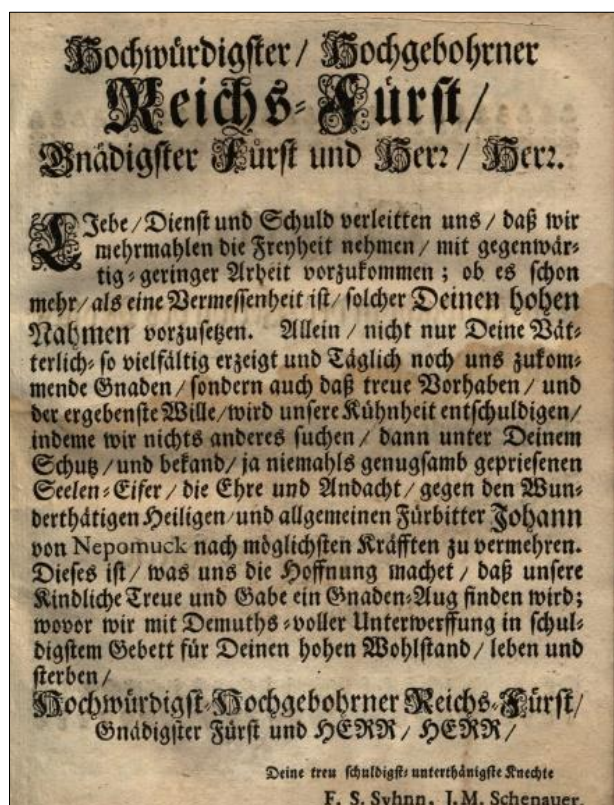 Hochwürdigster/ Hochgebohrner
Reichs-Fürst/
Gnädigster Fürst und Herr/ Herr.
LJebe/Dienst und Schuld verleitten uns/ daß wir
mehrmahlen die Freyheit nehmen/ mit gegenwär-
tig-geringer Arbeit vorzukommen; ob es schon
mehr/ als eine Vermessenheit ist/ solcher Deinen hohen
Nahmen vorzusetzen. Allein/ nicht nur Deine Vät-
terlich- so vielfältig erzeigt und Täglich noch uns zukom-
mende Gnaden/ sondern auch daß treue Vorhaben/ und
der ergebenste Wille/wird unsere Kühnheit entschuldigen/
indeme wir nichts anderes suchen/ dann unter Deinem
Schutz/und bekand/ ja niemahls genugsamb gepriesenen
Seelen-Eifer/ die Ehre und Andacht/ gegen den Wun-
derthätigen Heiligen/und allgemeinen Fürbitter Johann
von Nepomuck nach möglichsten Kräfften zu vermehren.
Dieses ist/ was uns die Hoffnung machet/ daß unsere
Kindliche Treue und Gabe ein Gnaden-Aug finden wird;
wovor wir mit Demuths-voller Unterwerffung in schul-
digstem Gebett für Deinen hohen Wohlstand/ leben und
sterben/
Hochwürdigst-Hochgebohrner Reichs-Fürst/
Gnädigster Fürst und HERR/ HERR/
Deine treu schuldigst-unterthänigste Knechte
F. S. Syhnn. J. M. Schenauer.